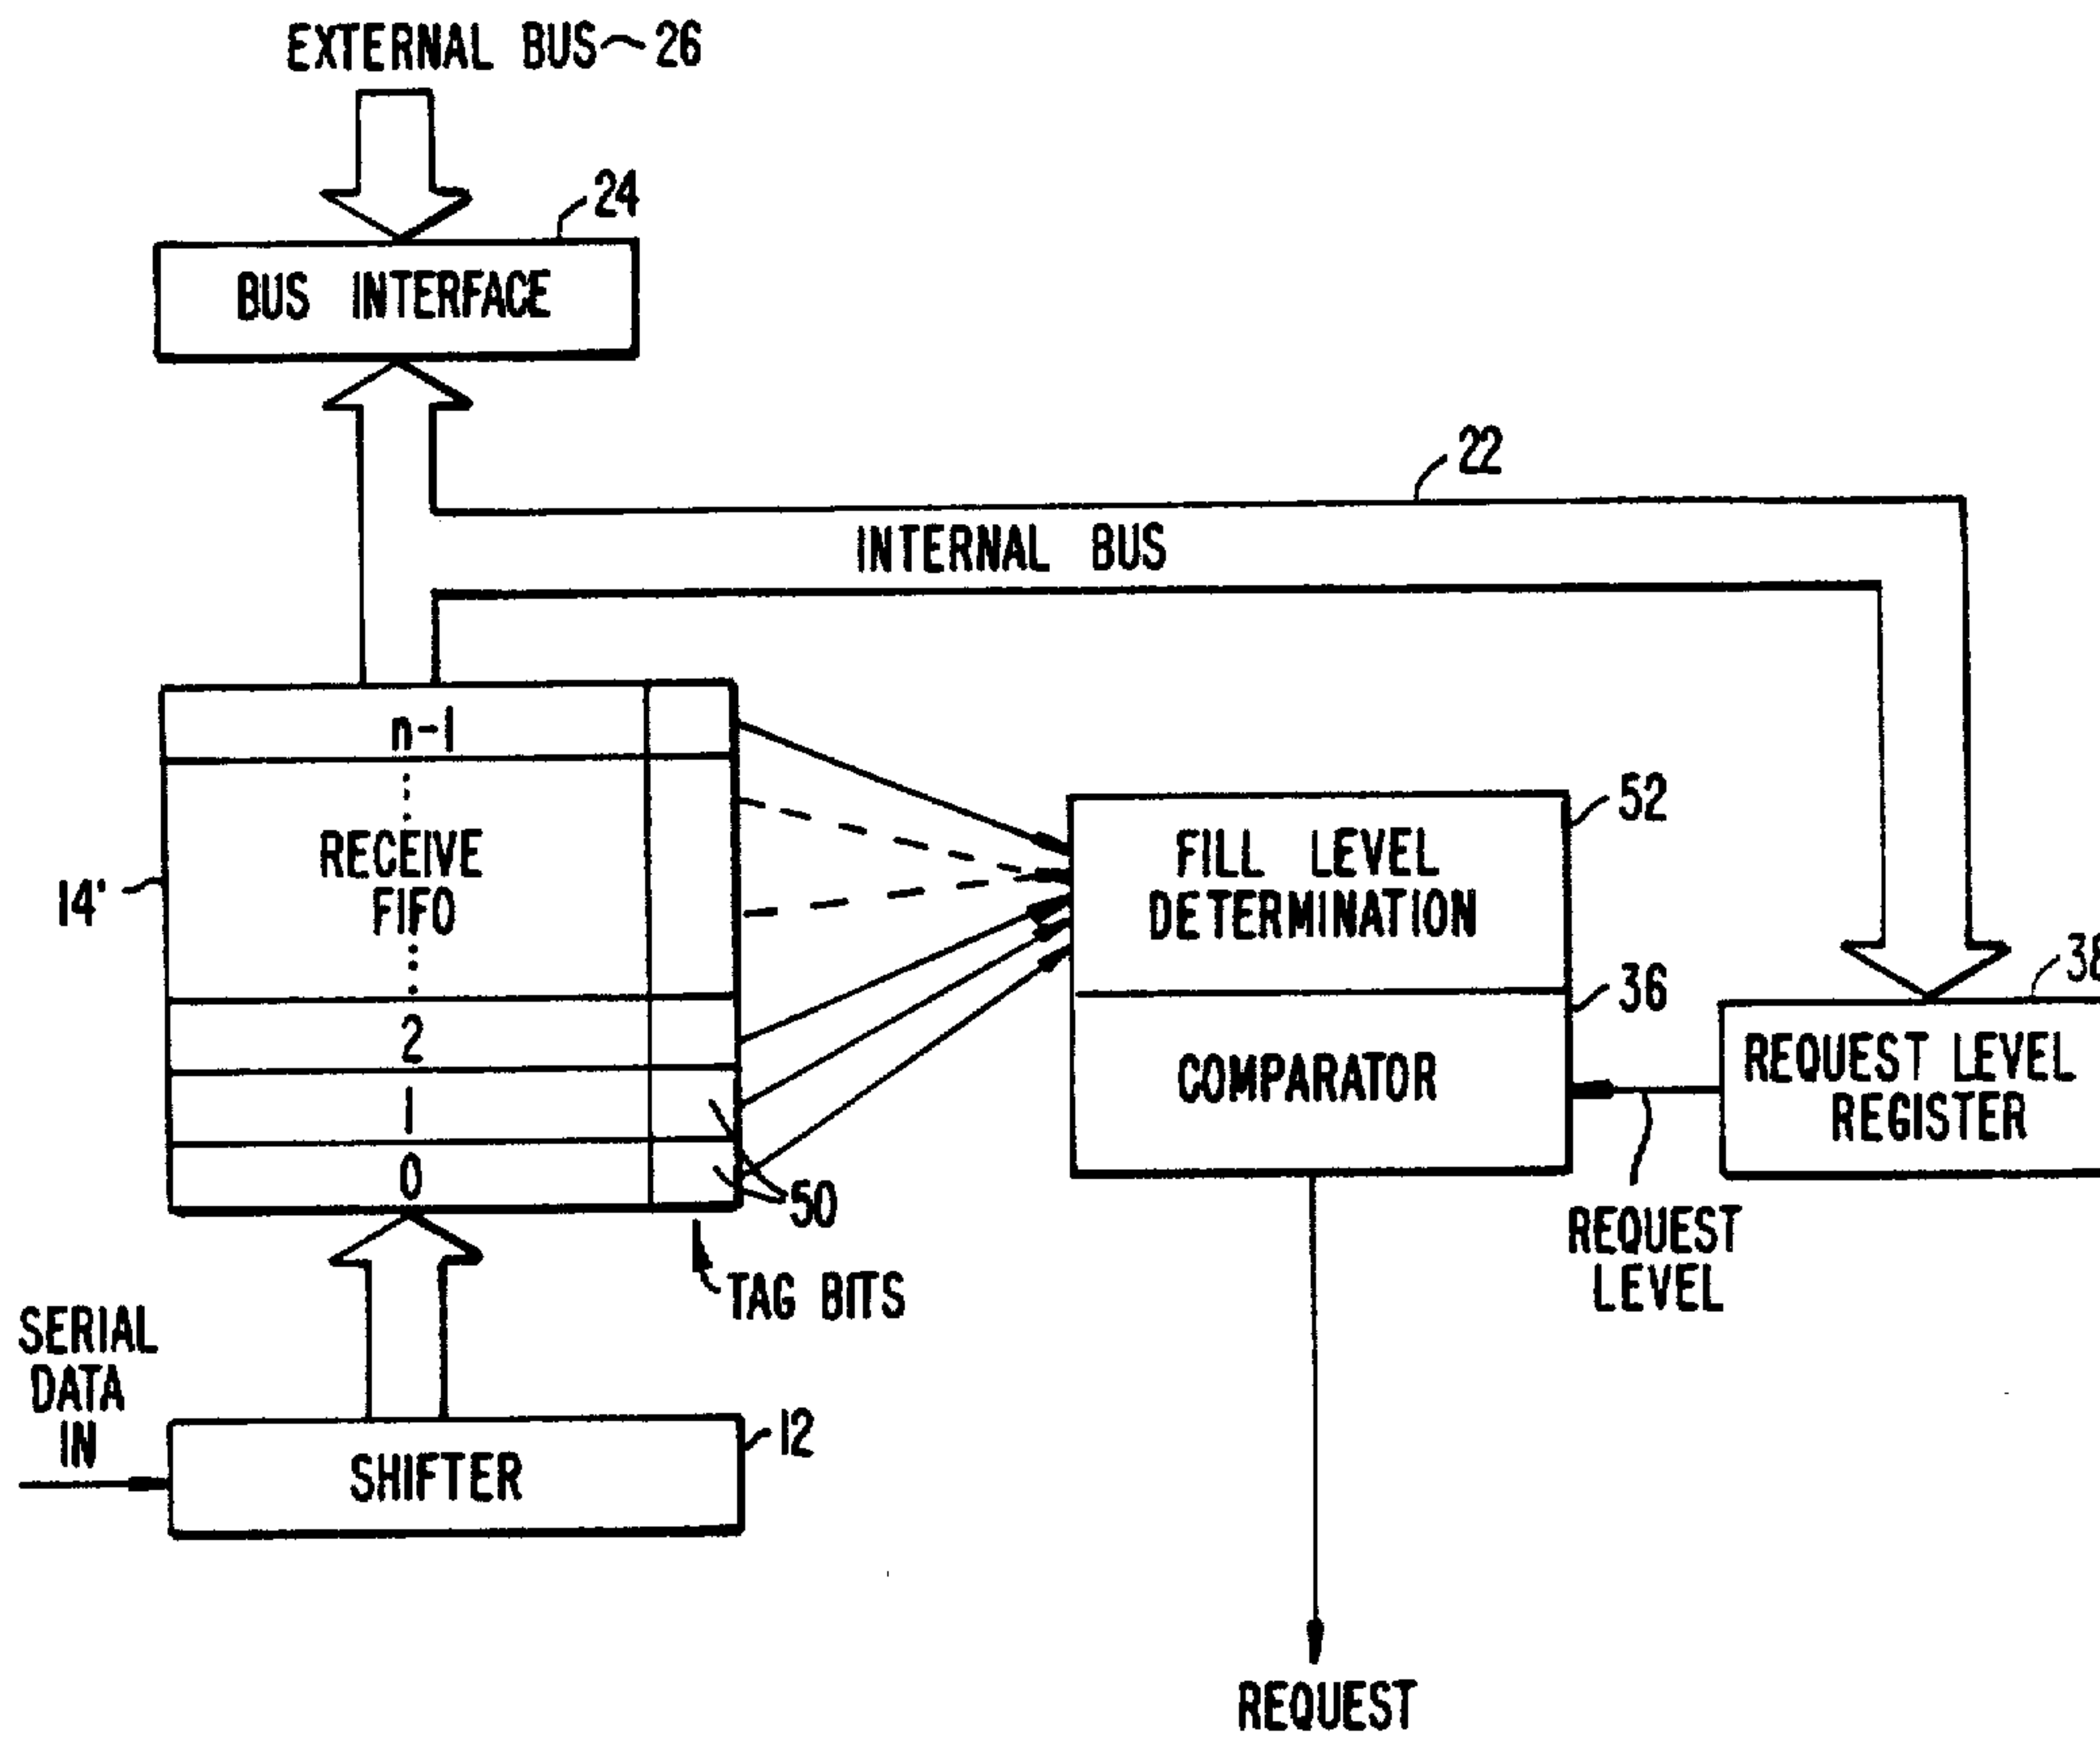 EXTERNAL BUS 26
24
BUS INTERFACE
22
INTERNAL BUS
n-1
RECEIVE
FIFO
14'
2
1
0
50
TAG BITS
52
FILL LEVEL
DETERMINATION
36
COMPARATOR
38
REQUEST LEVEL
REGISTER
REQUEST
LEVEL
SERIAL
DATA
IN
12
SHIFTER
REQUEST